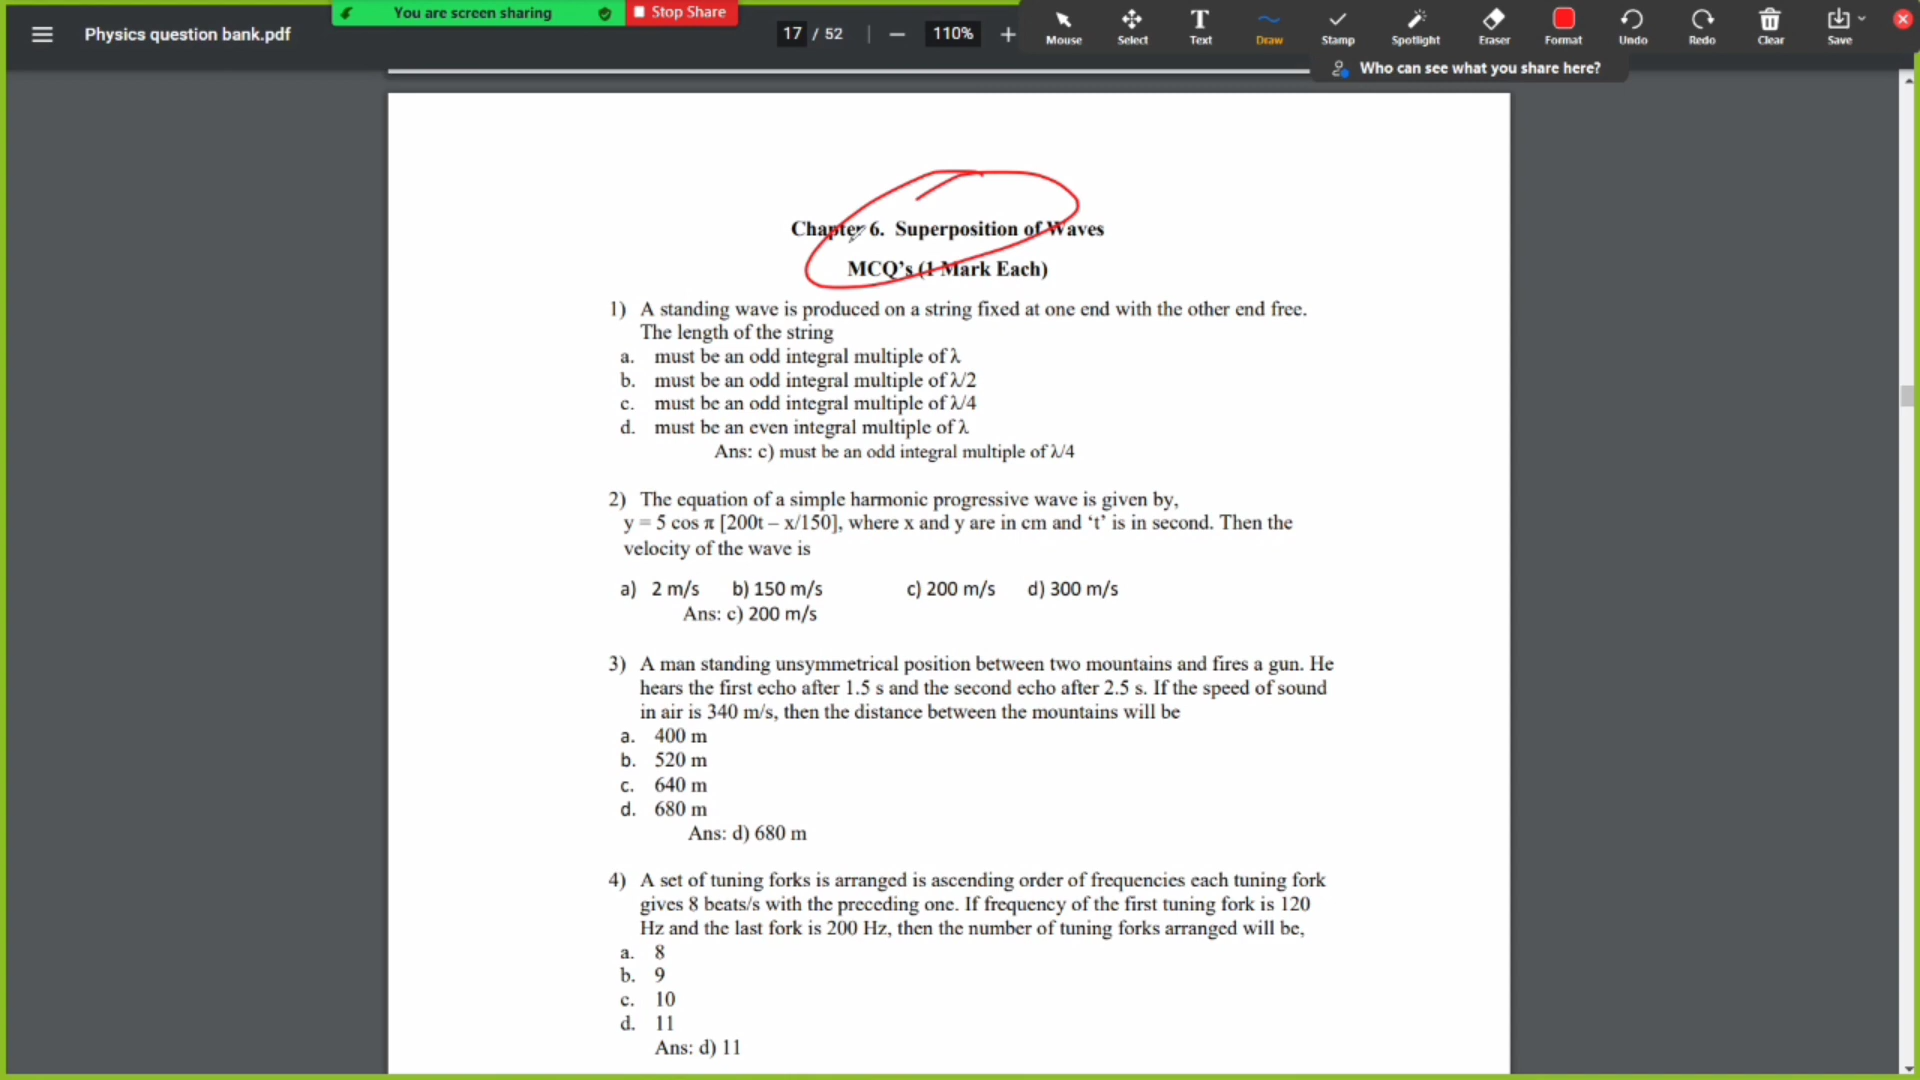 You are screen sharing
Stop Share
Physics question bank.pdf
17 / 52
110%
Mouse
Select
Text
Draw
Stamp
Spotlight
Eraser
Format
Undo
Redo
Clear
Save
Who can see what you share here?
Chapter 6. Superposition of Waves
MCQ's (1 Mark Each)
1) A standing wave is produced on a string fixed at one end with the other end free.
The length of the string
a. must be an odd integral multiple of λ
b. must be an odd integral multiple of λ/2
c. must be an odd integral multiple of λ/4
d. must be an even integral multiple of λ
Ans: c) must be an odd integral multiple of λ/4
2) The equation of a simple harmonic progressive wave is given by,
y = 5 cos π [200t – x/150], where x and y are in cm and ‘t’ is in second. Then the
velocity of the wave is
a) 2 m/s b) 150 m/s c) 200 m/s d) 300 m/s
Ans: c) 200 m/s
3) A man standing unsymmetrical position between two mountains and fires a gun. He
hears the first echo after 1.5 s and the second echo after 2.5 s. If the speed of sound
in air is 340 m/s, then the distance between the mountains will be
a. 400 m
b. 520 m
c. 640 m
d. 680 m
Ans: d) 680 m
4) A set of tuning forks is arranged is ascending order of frequencies each tuning fork
gives 8 beats/s with the preceding one. If frequency of the first tuning fork is 120
Hz and the last fork is 200 Hz, then the number of tuning forks arranged will be,
a. 8
b. 9
c. 10
d. 11
Ans: d) 11